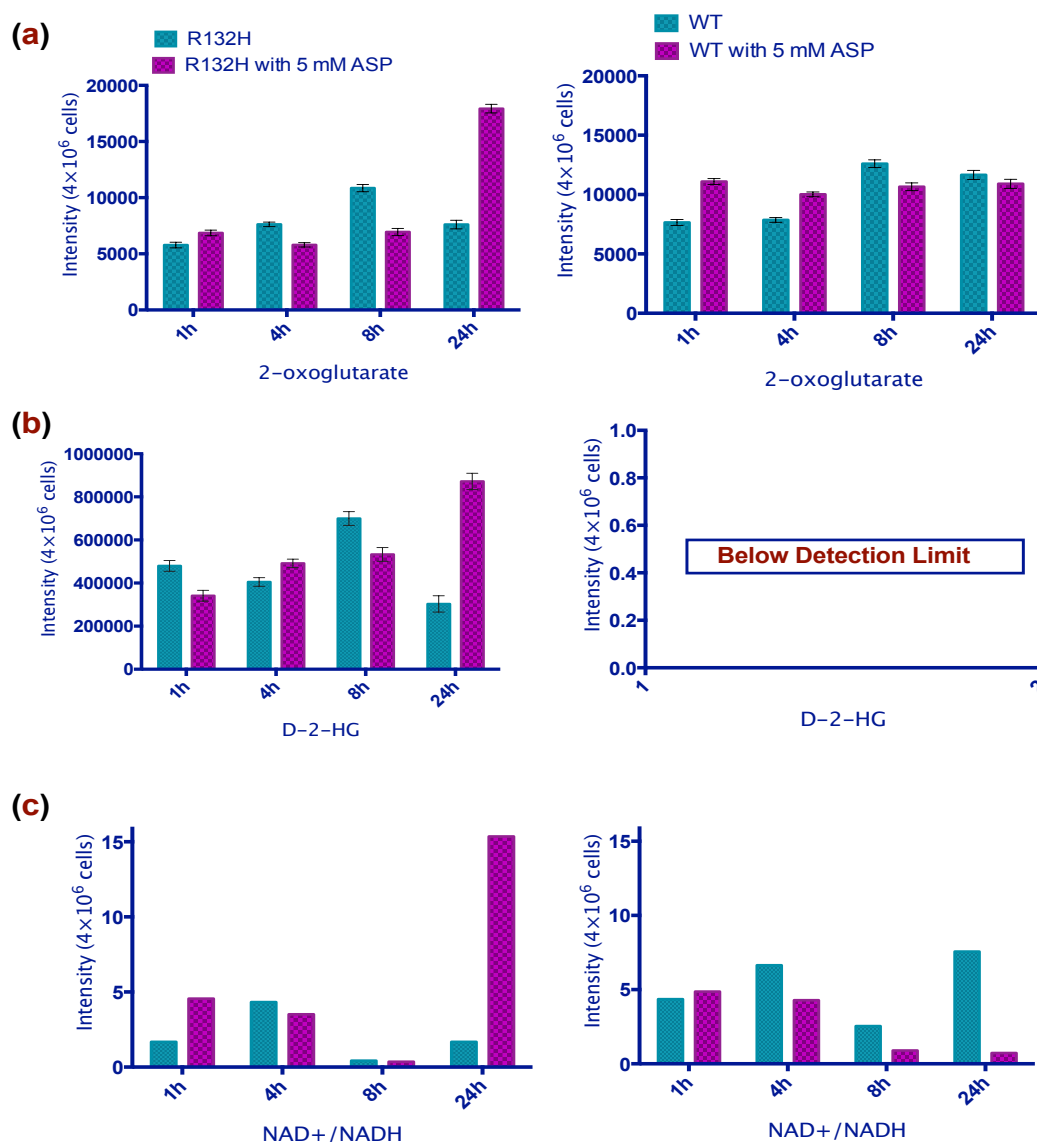 (a)
R132H
R132H with 5 mM ASP
Intensity (4×10⁶ cells)
20000
15000
10000
5000
0
1h
4h
8h
24h
2-oxoglutarate
WT
WT with 5 mM ASP
Intensity (4×10⁶ cells)
20000
15000
10000
5000
0
1h
4h
8h
24h
2-oxoglutarate
(b)
Intensity (4×10⁶ cells)
1000000
800000
600000
400000
200000
0
1h
4h
8h
24h
D-2-HG
Intensity (4×10⁶ cells)
1.0
0.8
0.6
0.4
0.2
0.0
Below Detection Limit
1
D-2-HG
(c)
Intensity (4×10⁶ cells)
15
10
5
0
1h
4h
8h
24h
NAD+/NADH
Intensity (4×10⁶ cells)
15
10
5
0
1h
4h
8h
24h
NAD+/NADH